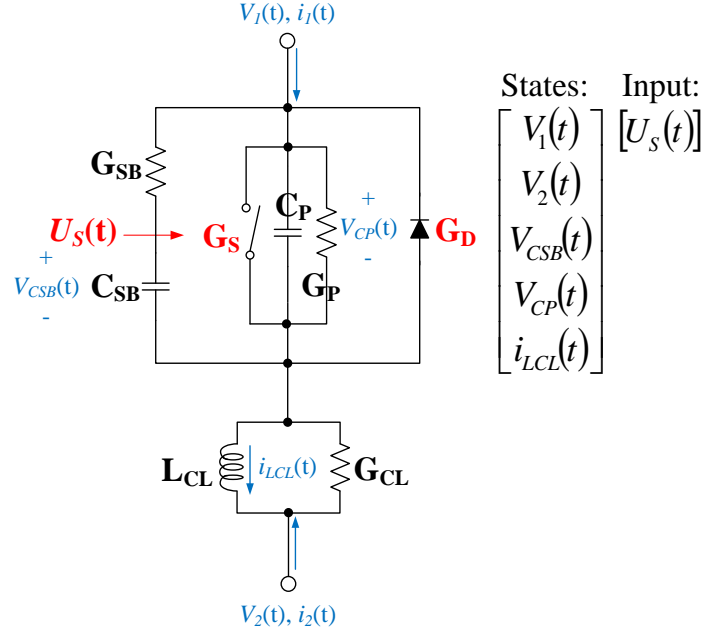 V1(t), i1(t)
States: Input:
V1(t) [US(t)]
V2(t)
VCSB(t)
VCP(t)
iLCL(t)
GSB
US(t)
+
VCSB(t)
-
CSB
GS
CP
+
VCP(t)
-
GP
GD
LCL
iLCL(t)
GCL
V2(t), i2(t)